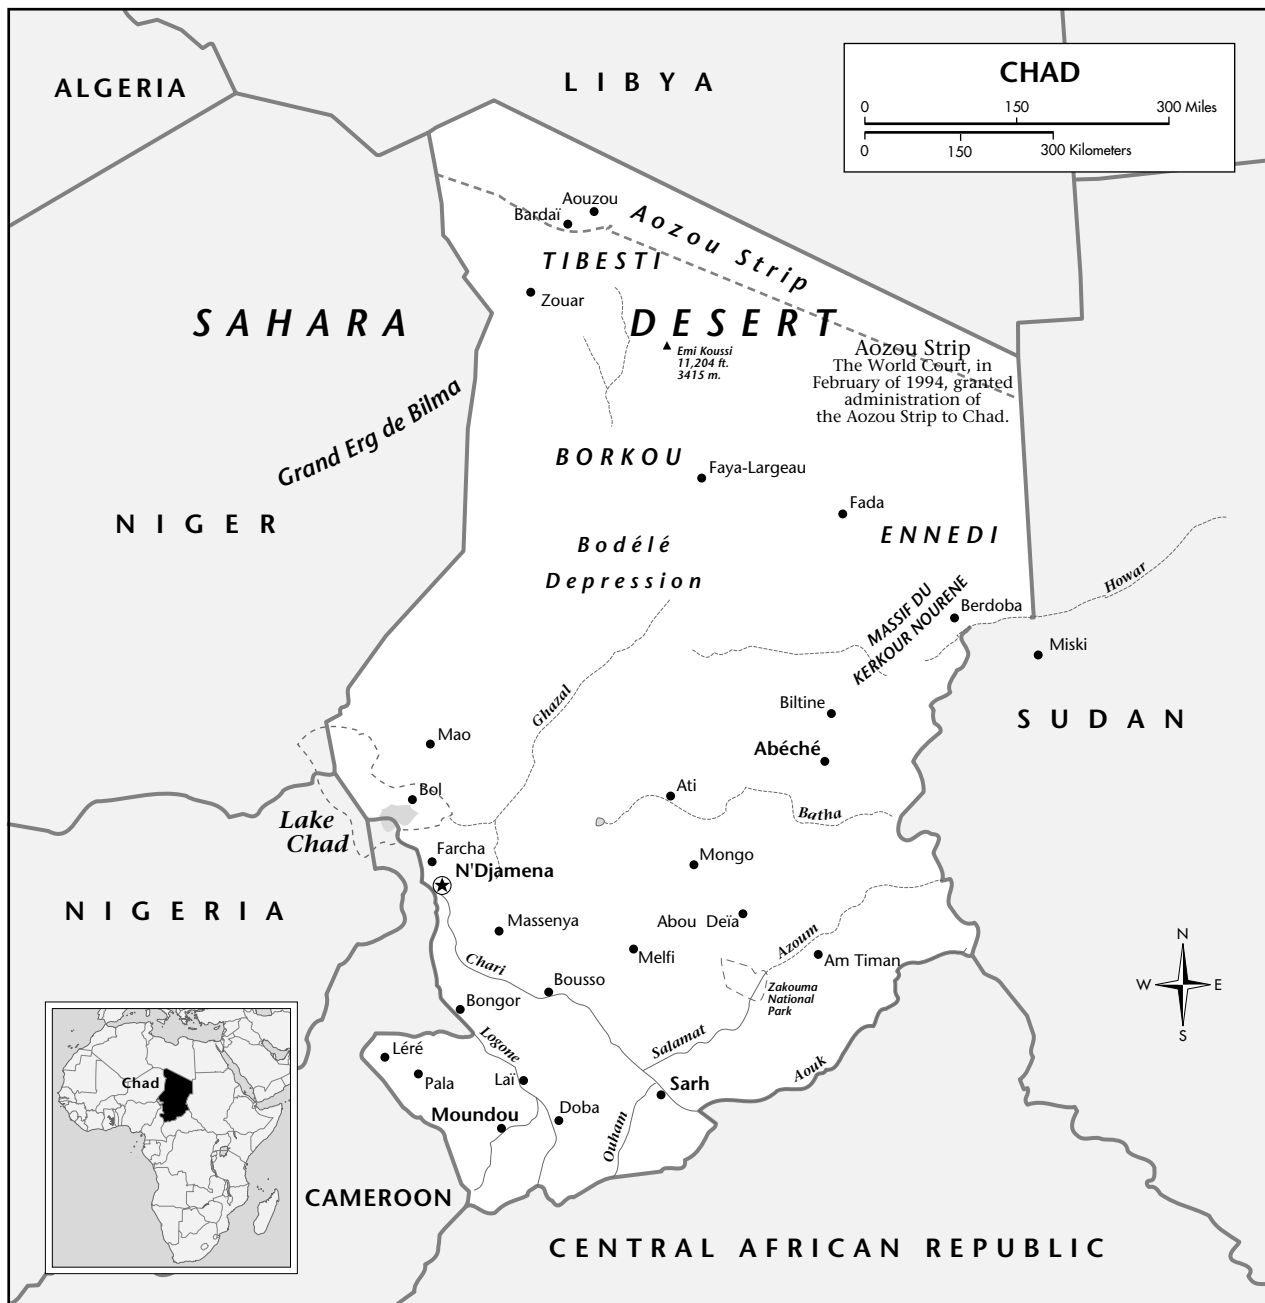 ALGERIA
LIBYA
CHAD
0 150 300 Miles
0 150 300 Kilometers
Aouzou
Bardaï
Aozou Strip
TIBESTI
Zouar
SAHARA
DESERT
Emi Koussi
11,204 ft.
3415 m.
Aozou Strip
The World Court, in
February of 1994, granted
administration of
the Aozou Strip to Chad.
Grand Erg de Bilma
BORKOU
Faya-Largeau
Fada
NIGER
ENNEDI
Bodélé
Depression
Howar
MASSIF DU
KERKOUR NOURENE
Berdoba
Miski
Ghazal
Biltine
SUDAN
Mao
Abéché
Bol
Ati
Batha
Lake
Chad
Farcha
N'Djamena
Mongo
NIGERIA
Massenya
Abou Deïa
Azoum
Melfi
Am Timan
Chari
Bousso
Zakouma
National
Park
Bongor
Logone
Salamat
Léré
Pala
Laï
Sarh
Aouk
Moundou
Doba
Ouham
CAMEROON
CENTRAL AFRICAN REPUBLIC
N
W E
S
Chad